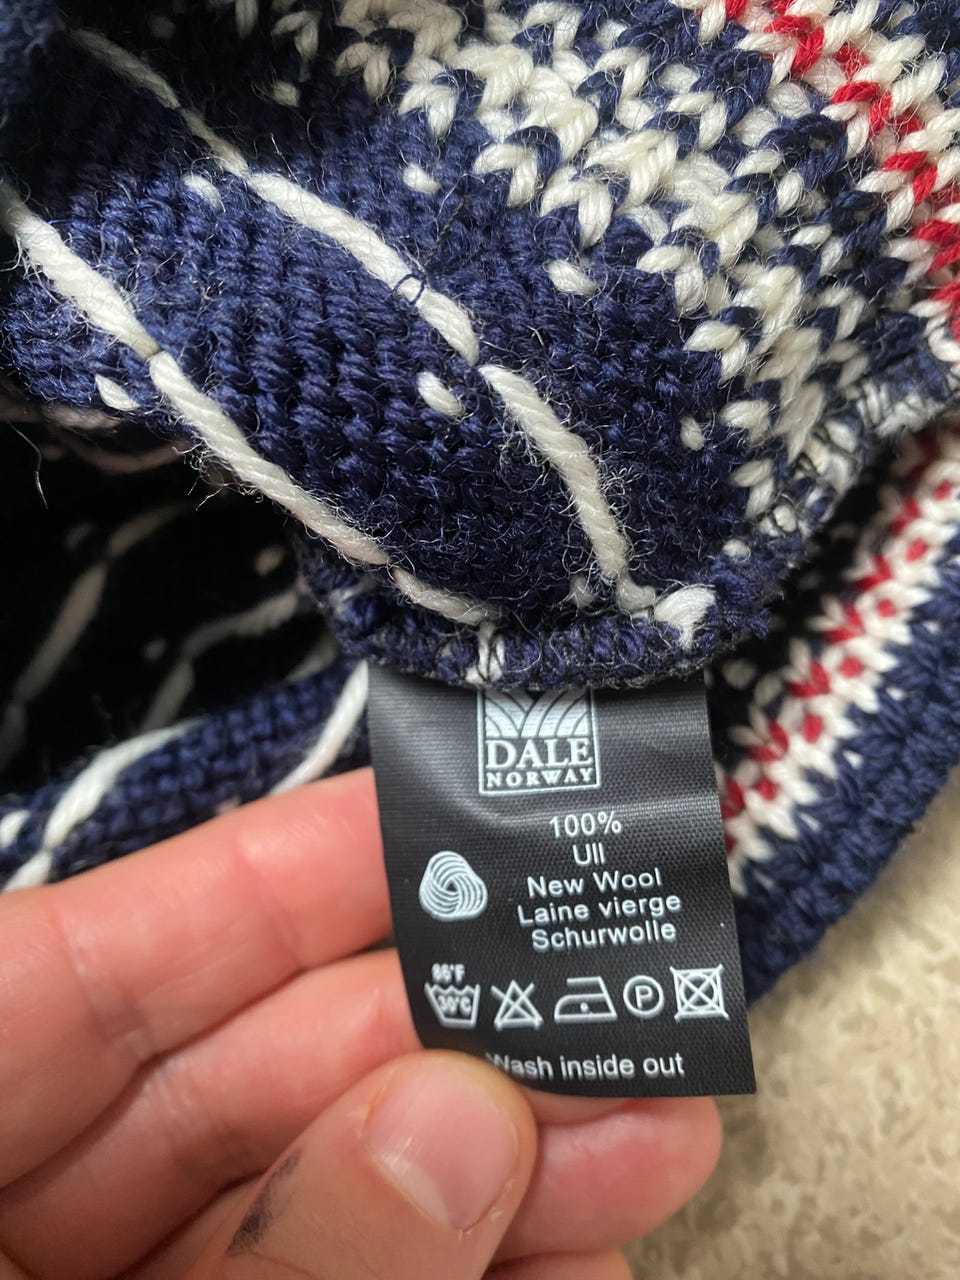 DALE
NORWAY
100%
Ull
New Wool
Laine vierge
Schurwolle
86°F
30°C
P
Wash inside out